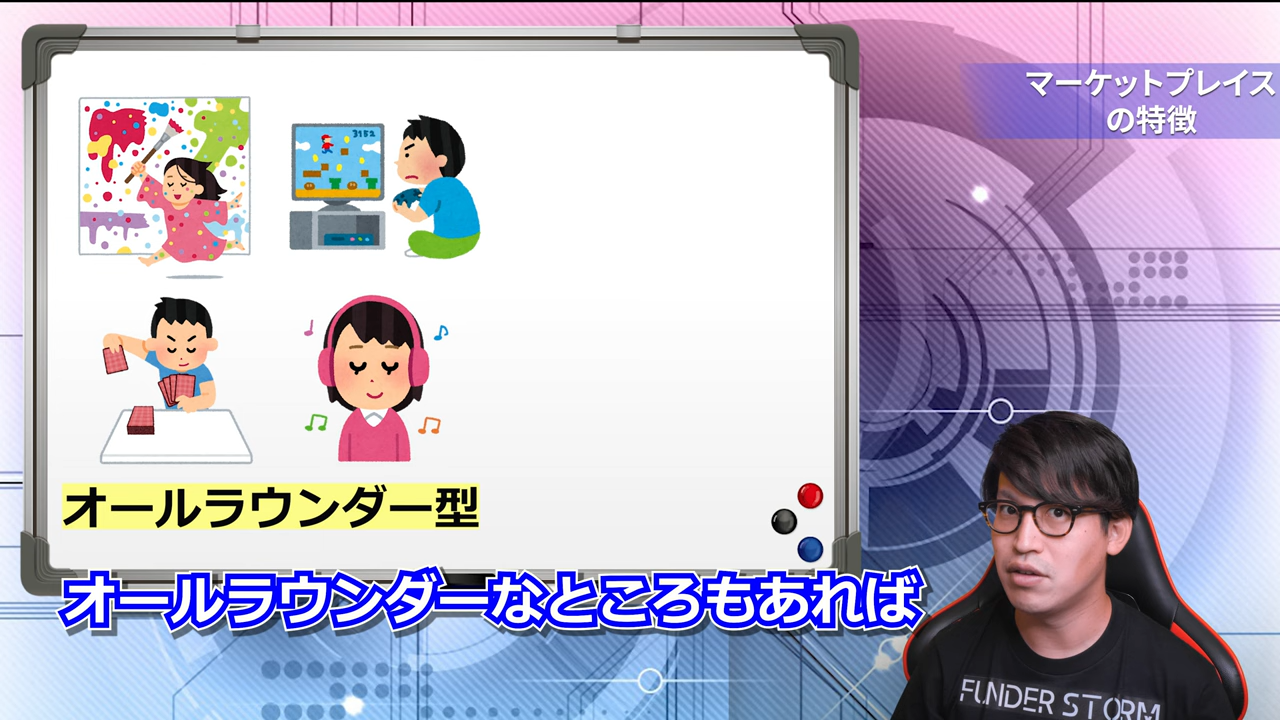 マーケットプレイス
の特徴
3152
オールラウンダー型
オールラウンダーなところもあれば
FUNDER STORM